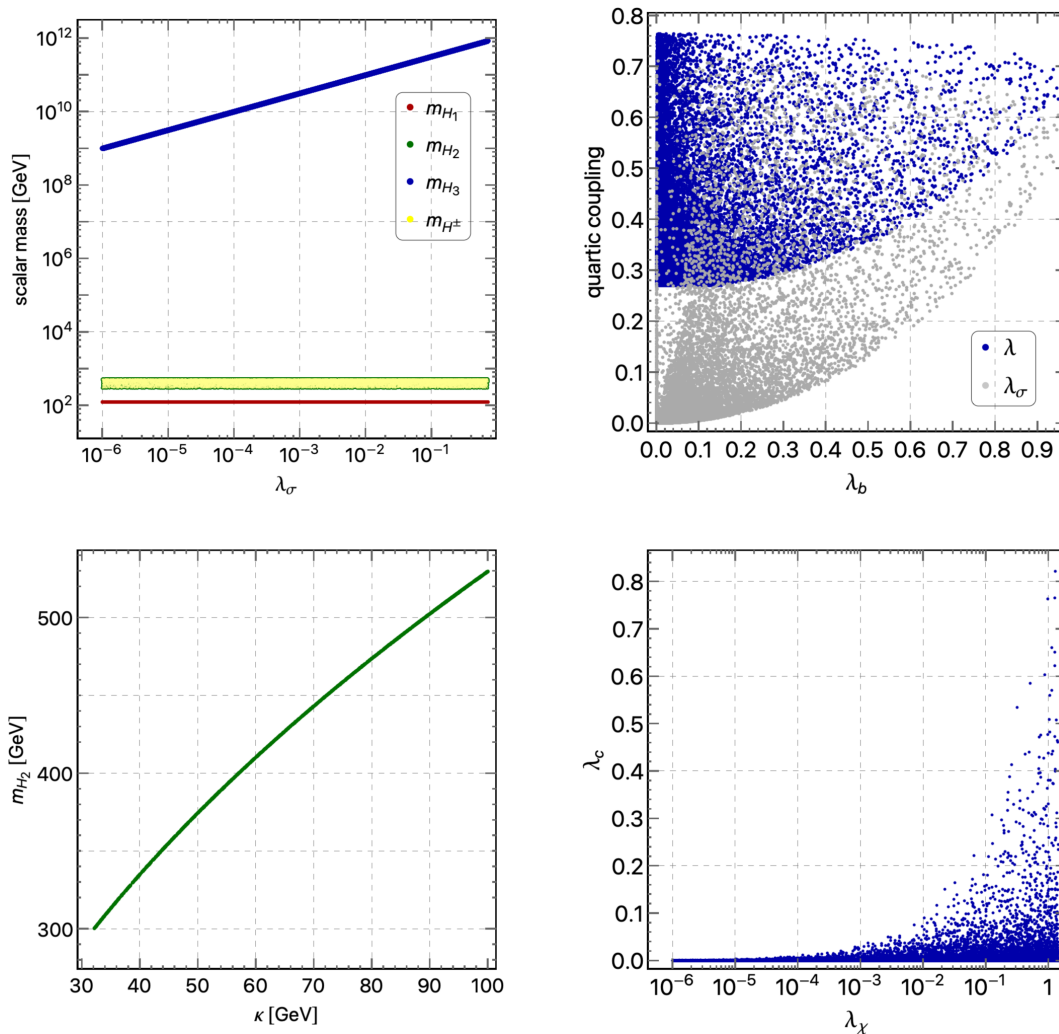 scalar mass [GeV]
10^12
10^10
10^8
10^6
10^4
10^2
m_{H_1}
m_{H_2}
m_{H_3}
m_{H^±}
10^−6
10^−5
10^−4
10^−3
10^−2
10^−1
λ_σ
quartic coupling
0.8
0.7
0.6
0.5
0.4
0.3
0.2
0.1
0.0
λ
λ_σ
0.0 0.1 0.2 0.3 0.4 0.5 0.6 0.7 0.8 0.9
λ_b
m_{H_2} [GeV]
500
400
300
30 40 50 60 70 80 90 100
κ [GeV]
λ_c
0.8
0.7
0.6
0.5
0.4
0.3
0.2
0.1
0.0
10^−6 10^−5 10^−4 10^−3 10^−2 10^−1 1
λ_χ